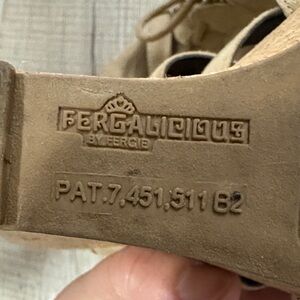 FERGALICIOUS
BY FERGIE
PAT.7,451,511 B2